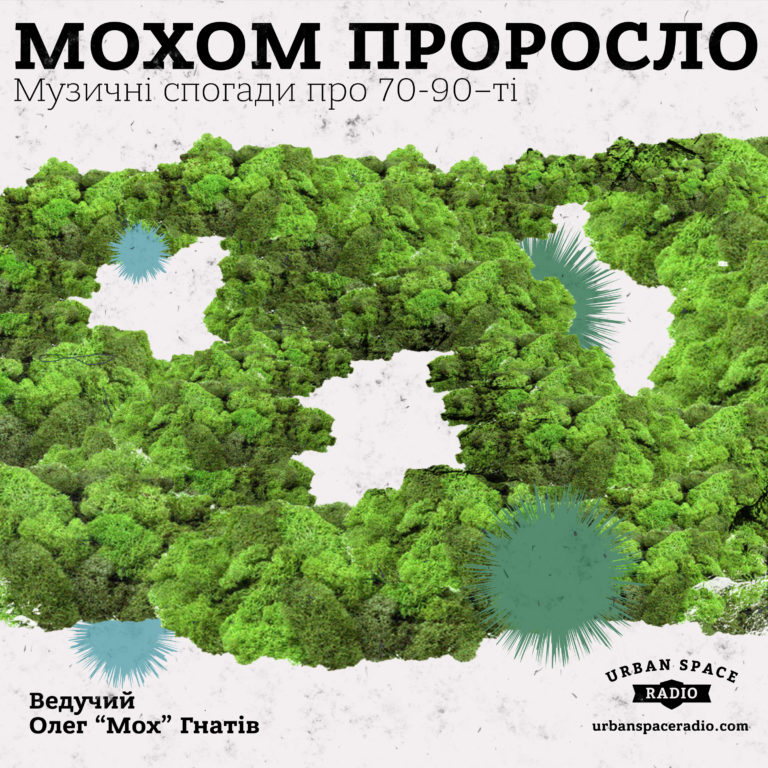 МОХОМ ПРОРОСЛО
Музичні спогади про 70-90–ті
URBAN SPACE
RADIO
urbanspaceradio.com
Ведучий
Олег “Мох” Гнатів